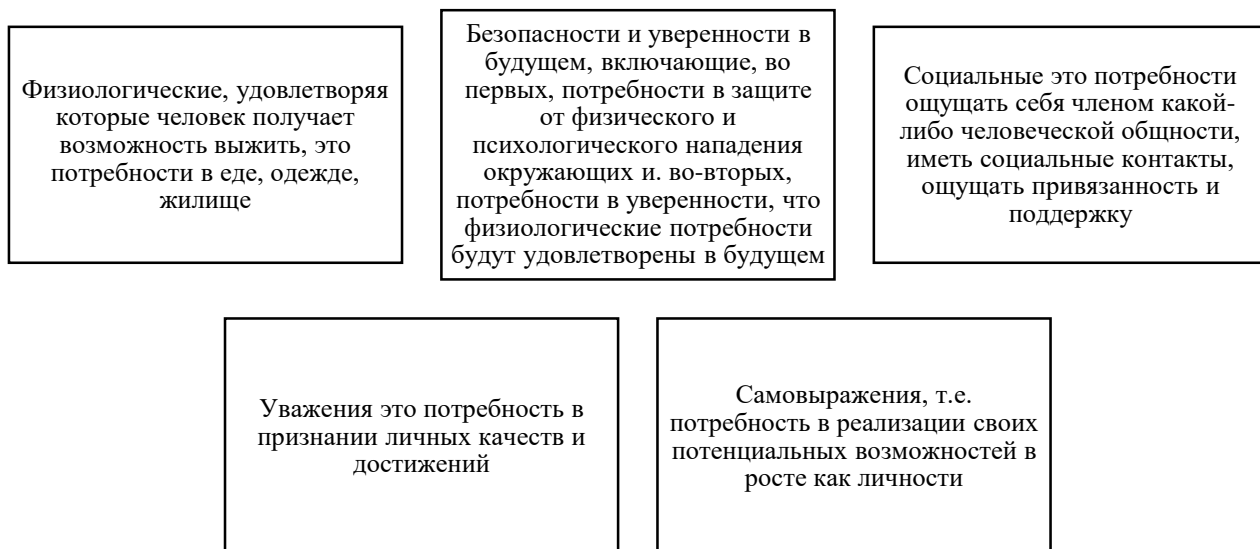 Физиологические, удовлетворяя
которые человек получает
возможность выжить, это
потребности в еде, одежде,
жилище
Безопасности и уверенности в
будущем, включающие, во
первых, потребности в защите
от физического и
психологического нападения
окружающих и. во-вторых,
потребности в уверенности, что
физиологические потребности
будут удовлетворены в будущем
Социальные это потребности
ощущать себя членом какой-
либо человеческой общности,
иметь социальные контакты,
ощущать привязанность и
поддержку
Уважения это потребность в
признании личных качеств и
достижений
Самовыражения, т.е.
потребность в реализации своих
потенциальных возможностей в
росте как личности